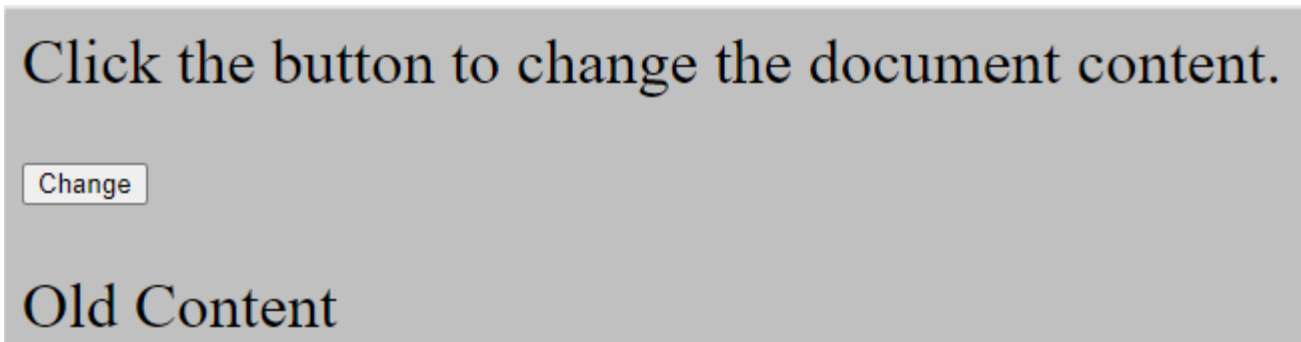 Click the button to change the document content.
Change
Old Content